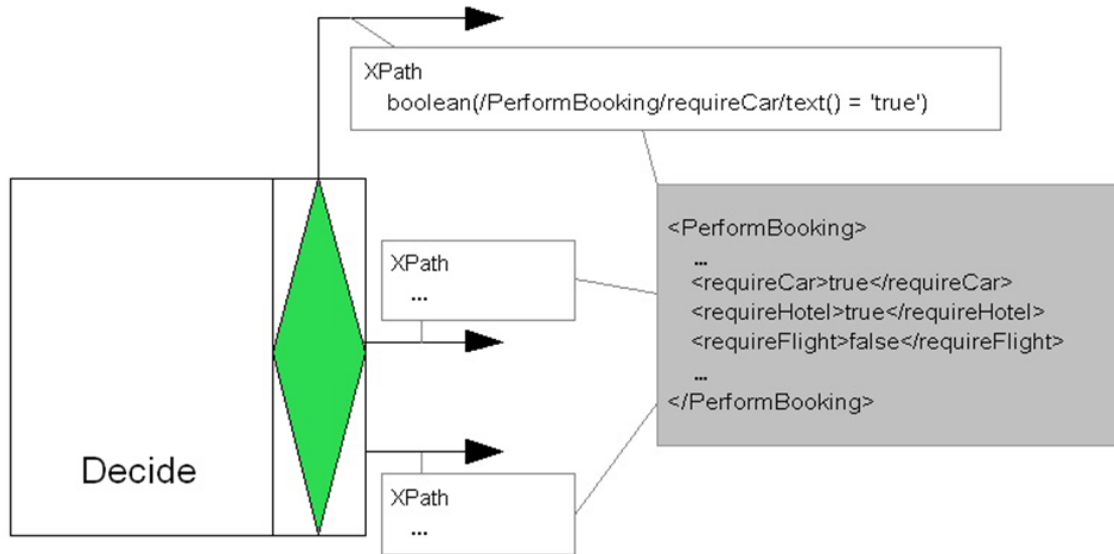 XPath
boolean(/PerformBooking/requireCar/text() = 'true')
<PerformBooking>
...
<requireCar>true</requireCar>
<requireHotel>true</requireHotel>
<requireFlight>false</requireFlight>
...
</PerformBooking>
XPath
...
Decide
XPath
...